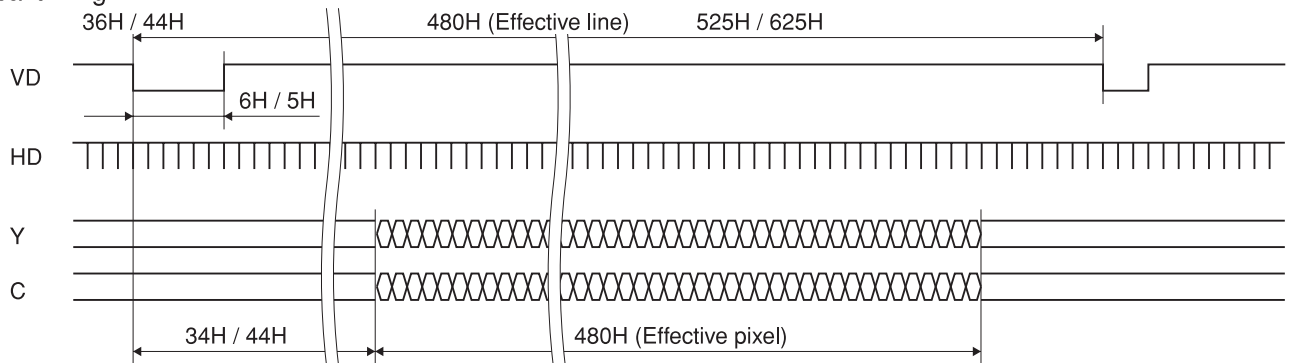 36H / 44H 480H (Effective line) 525H / 625H
VD
6H / 5H
HD
Y
C
34H / 44H 480H (Effective pixel)